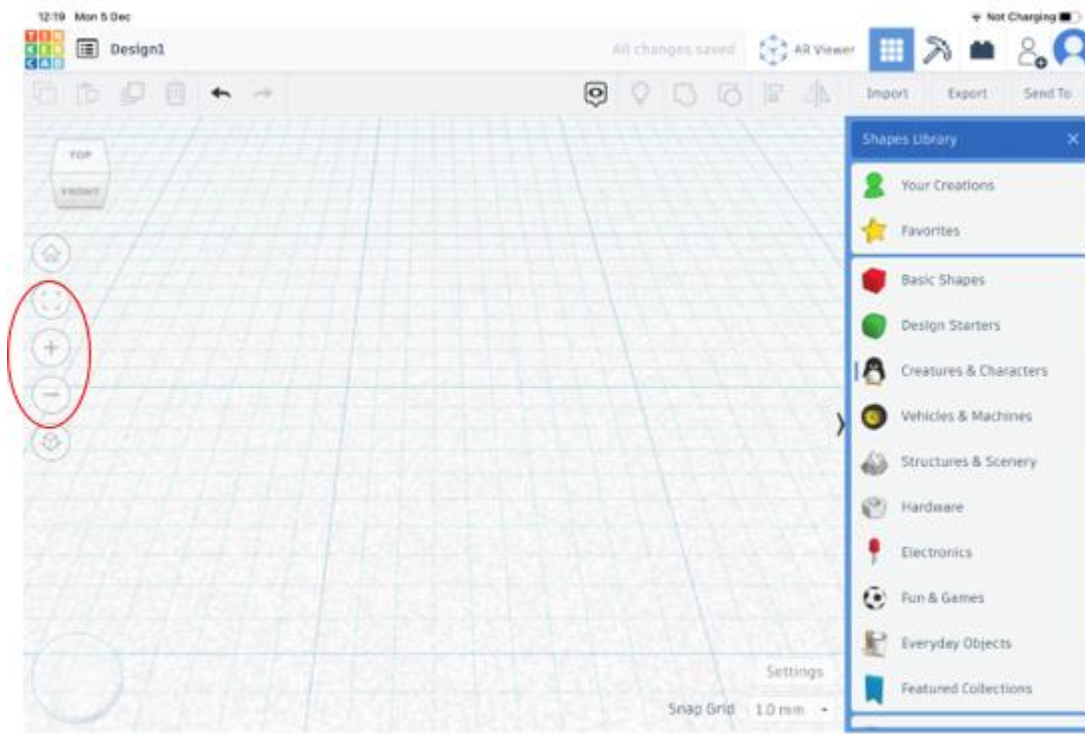 12:19 Mon 5 Dec
Not Charging
TIN
KER
CAD
Design1
All changes saved
AR Viewer
Import
Export
Send To
TOP
FRONT
Shapes Library
Your Creations
Favorites
Basic Shapes
Design Starters
Creatures & Characters
Vehicles & Machines
Structures & Scenery
Hardware
Electronics
Fun & Games
Everyday Objects
Featured Collections
Settings
Snap Grid 1.0 mm